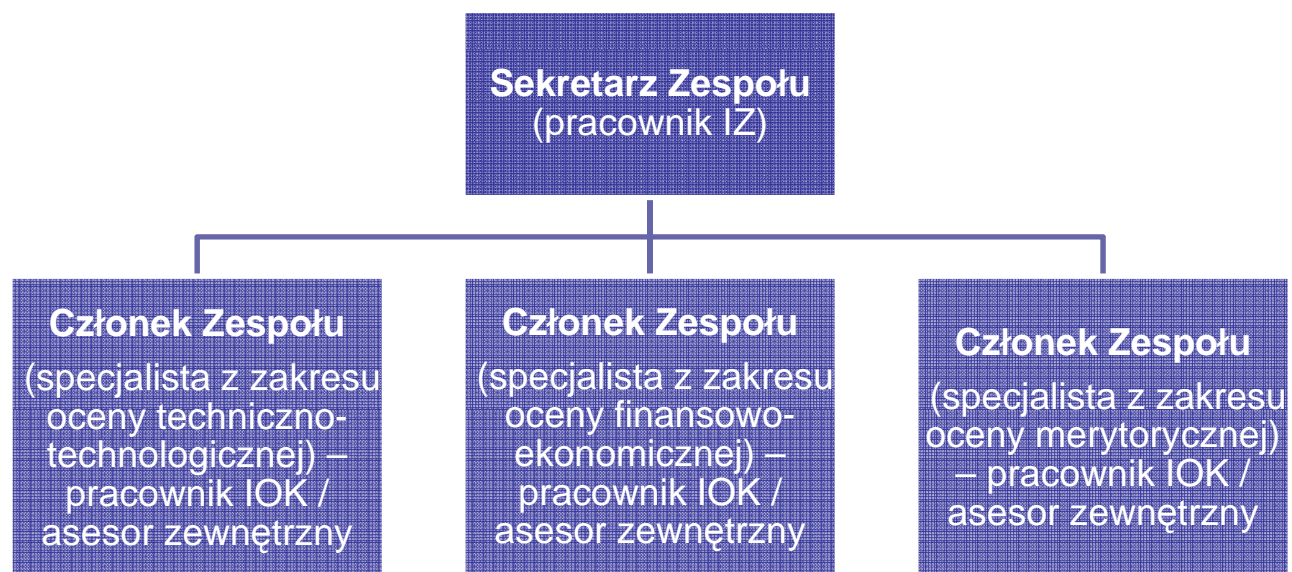 Sekretarz Zespołu
(pracownik IZ)
Członek Zespołu
(specjalista z zakresu
oceny techniczno-
technologicznej) –
pracownik IOK /
asesor zewnętrzny
Członek Zespołu
(specjalista z zakresu
oceny finansowo-
ekonomicznej) –
pracownik IOK /
asesor zewnętrzny
Członek Zespołu
(specjalista z zakresu
oceny merytorycznej)
– pracownik IOK /
asesor zewnętrzny